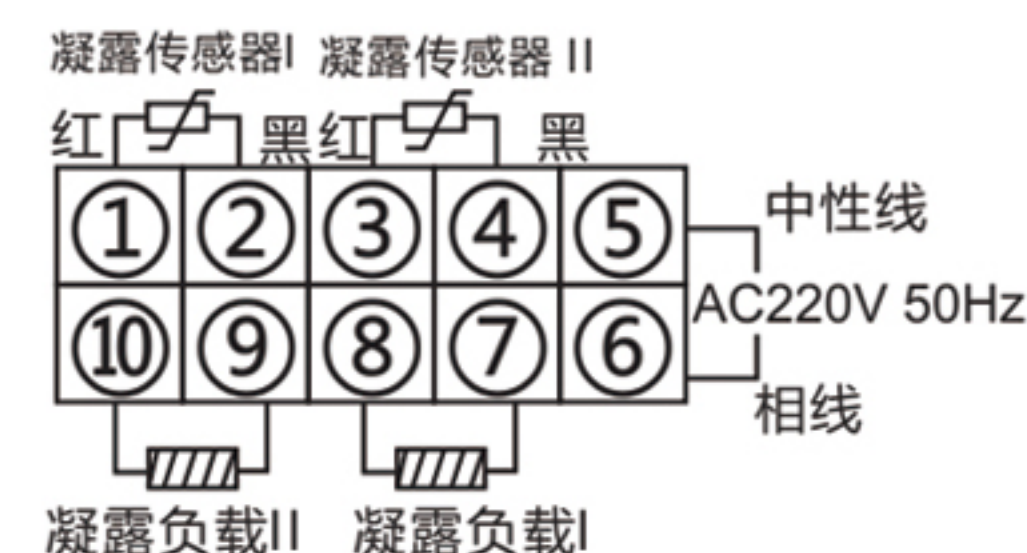 凝露传感器I 凝露传感器 II
红 黑 红 黑
① ② ③ ④ ⑤ 中性线
AC220V 50Hz
⑩ ⑨ ⑧ ⑦ ⑥
相线
凝露负载II 凝露负载I